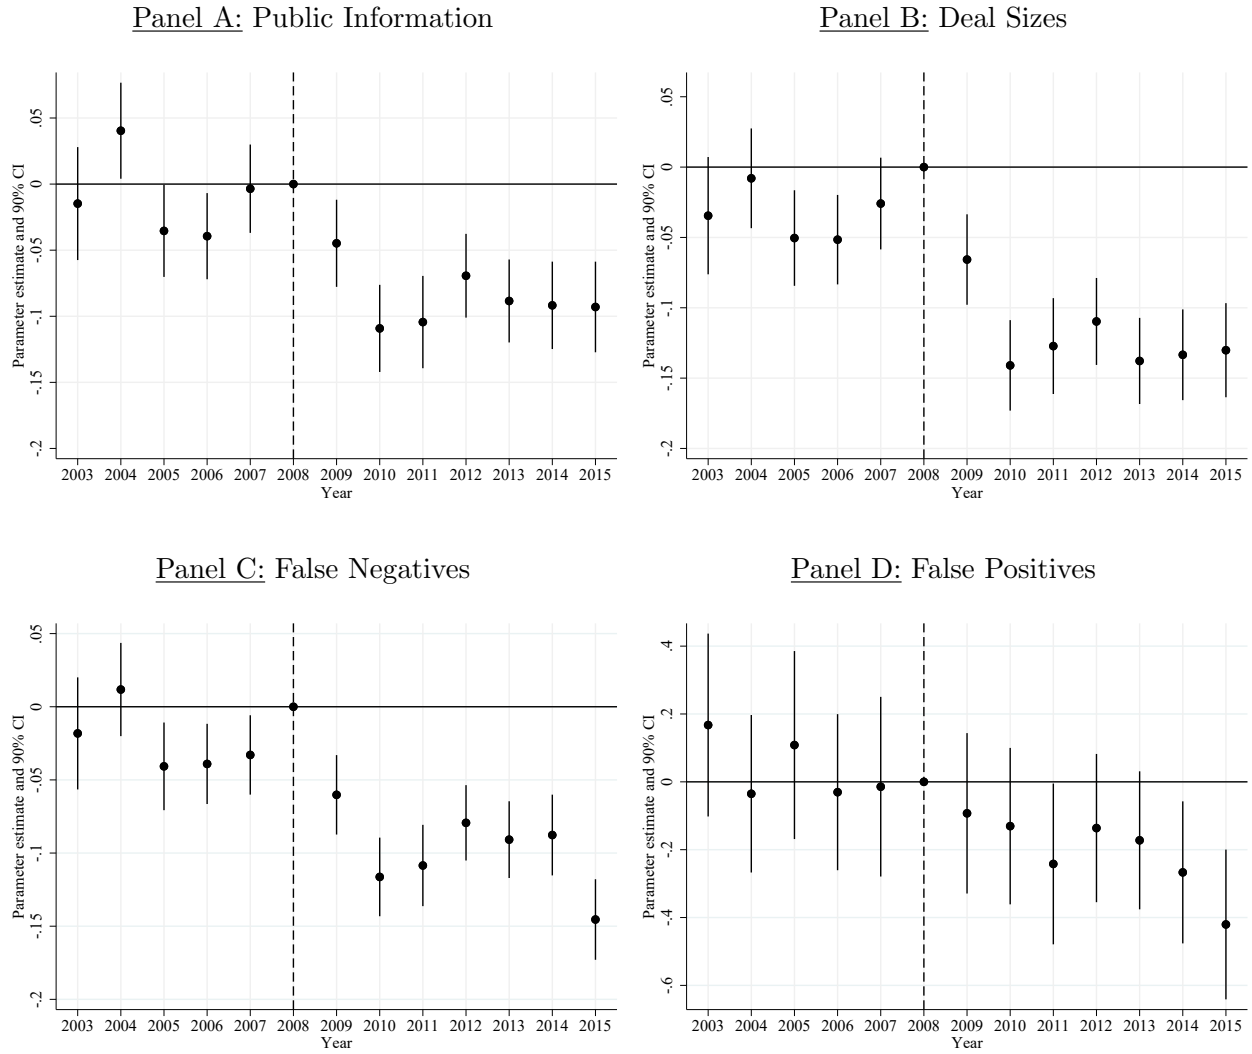 Panel A: Public Information
Parameter estimate and 90% CI
.05
0
-.05
-.1
-.15
-.2
2003 2004 2005 2006 2007 2008 2009 2010 2011 2012 2013 2014 2015
Year
Panel B: Deal Sizes
Parameter estimate and 90% CI
.05
0
-.05
-.1
-.15
-.2
2003 2004 2005 2006 2007 2008 2009 2010 2011 2012 2013 2014 2015
Year
Panel C: False Negatives
Parameter estimate and 90% CI
.05
0
-.05
-.1
-.15
-.2
2003 2004 2005 2006 2007 2008 2009 2010 2011 2012 2013 2014 2015
Year
Panel D: False Positives
Parameter estimate and 90% CI
.4
.2
0
-.2
-.4
-.6
2003 2004 2005 2006 2007 2008 2009 2010 2011 2012 2013 2014 2015
Year